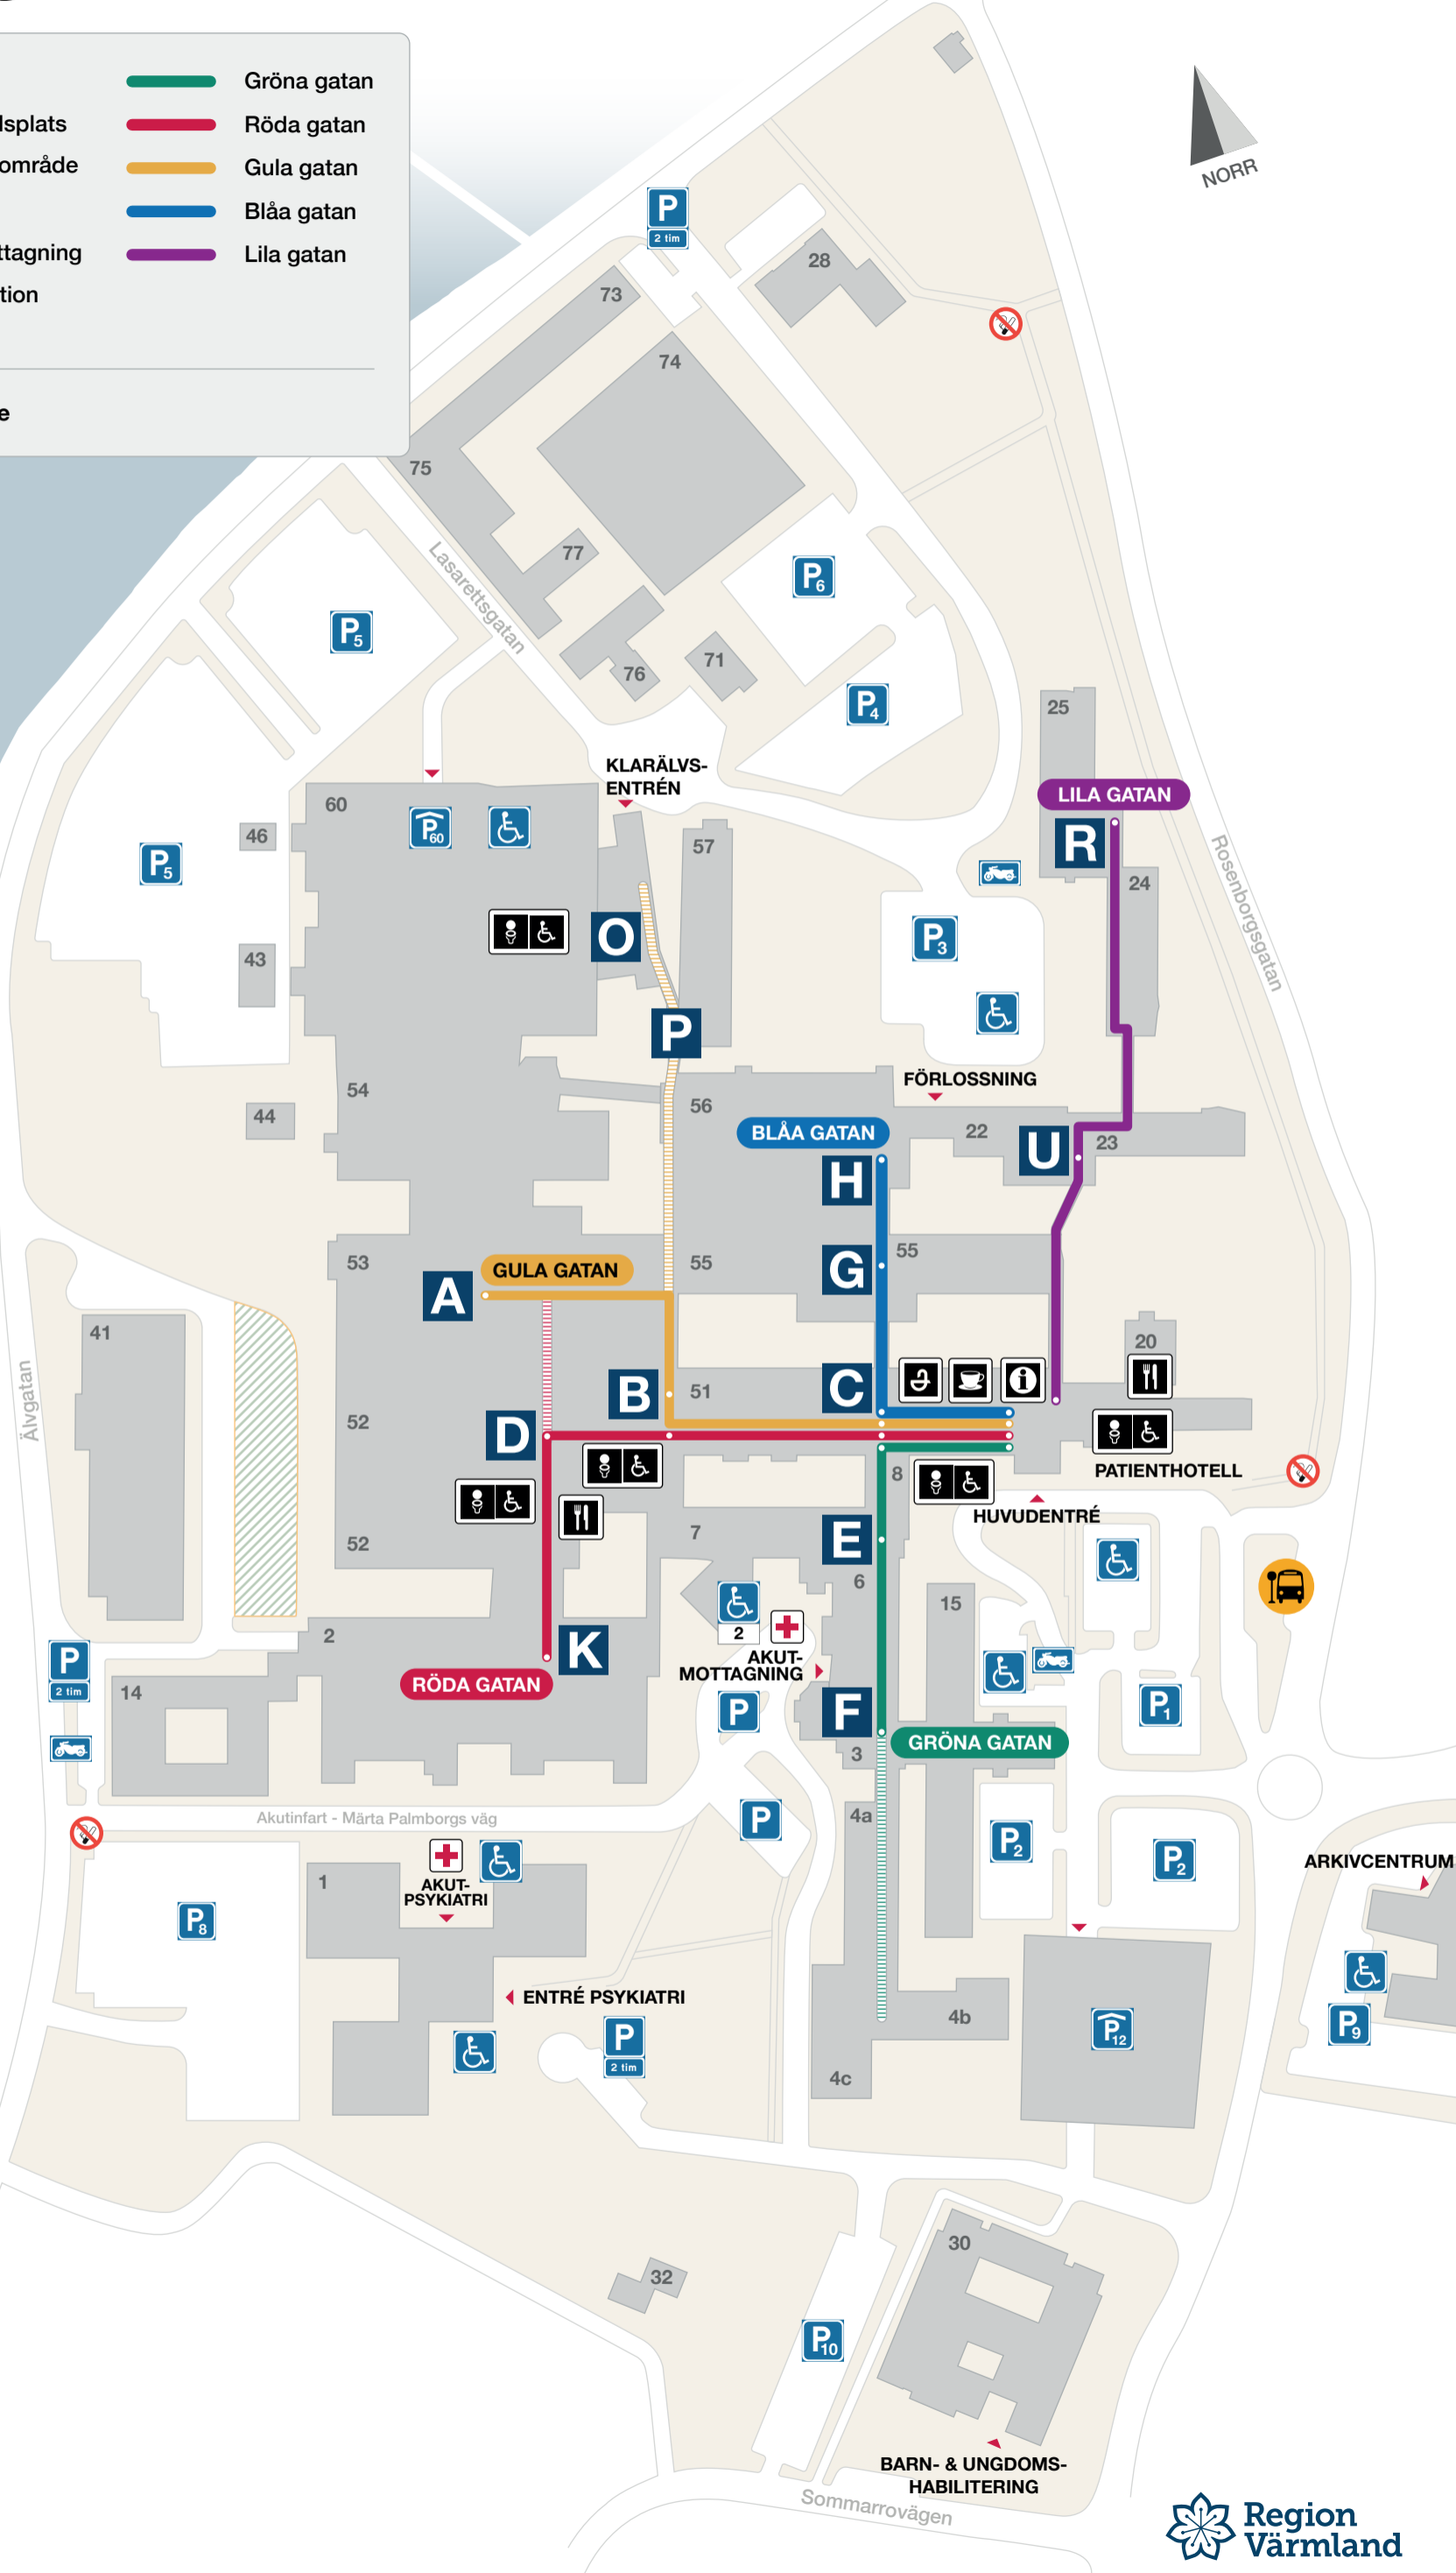 Gröna gatan
Röda gatan
Gula gatan
Blåa gatan
Lila gatan
lsplats
område
ttagning
tion
e
NORR
P
2 tim
28
73
74
75
77
76
71
Lasarettsgatan
P5
P6
P4
25
KLARÄLVS-
ENTRÉN
LILA GATAN
R
24
Rosenborgsgatan
60
P60
46
P5
57
O
43
P3
P
54
44
56
FÖRLOSSNING
BLÅA GATAN
22
U
23
H
53
GULA GATAN
A
55
G
55
41
20
B
51
C
Älvgatan
52
D
PATIENTHOTELL
8
HUVUDENTRÉ
52
7
E
6
15
2
2
K
AKUT-
MOTTAGNING
RÖDA GATAN
P
2 tim
14
P
F
P1
GRÖNA GATAN
3
Akutinfart - Märta Palmborgs väg
P
4a
P2
P2
ARKIVCENTRUM
1
AKUT-
PSYKIATRI
P8
ENTRÉ PSYKIATRI
P
2 tim
4b
P12
P9
4c
30
32
P10
BARN- & UNGDOMS-
HABILITERING
Sommarrovägen
Region
Värmland